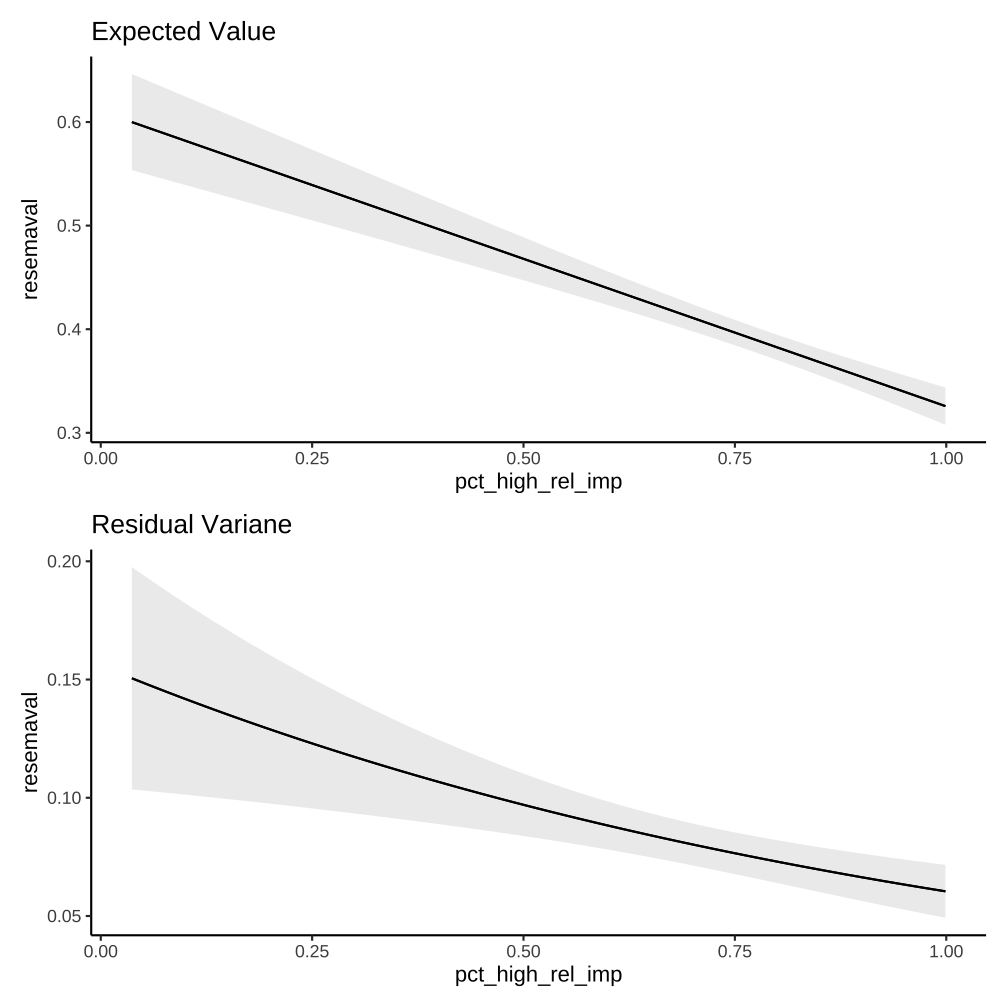 Expected Value
0.6
0.5
0.4
0.3
resemaval
0.00 0.25 0.50 0.75 1.00
pct_high_rel_imp
Residual Variane
0.20
0.15
0.10
0.05
resemaval
0.00 0.25 0.50 0.75 1.00
pct_high_rel_imp